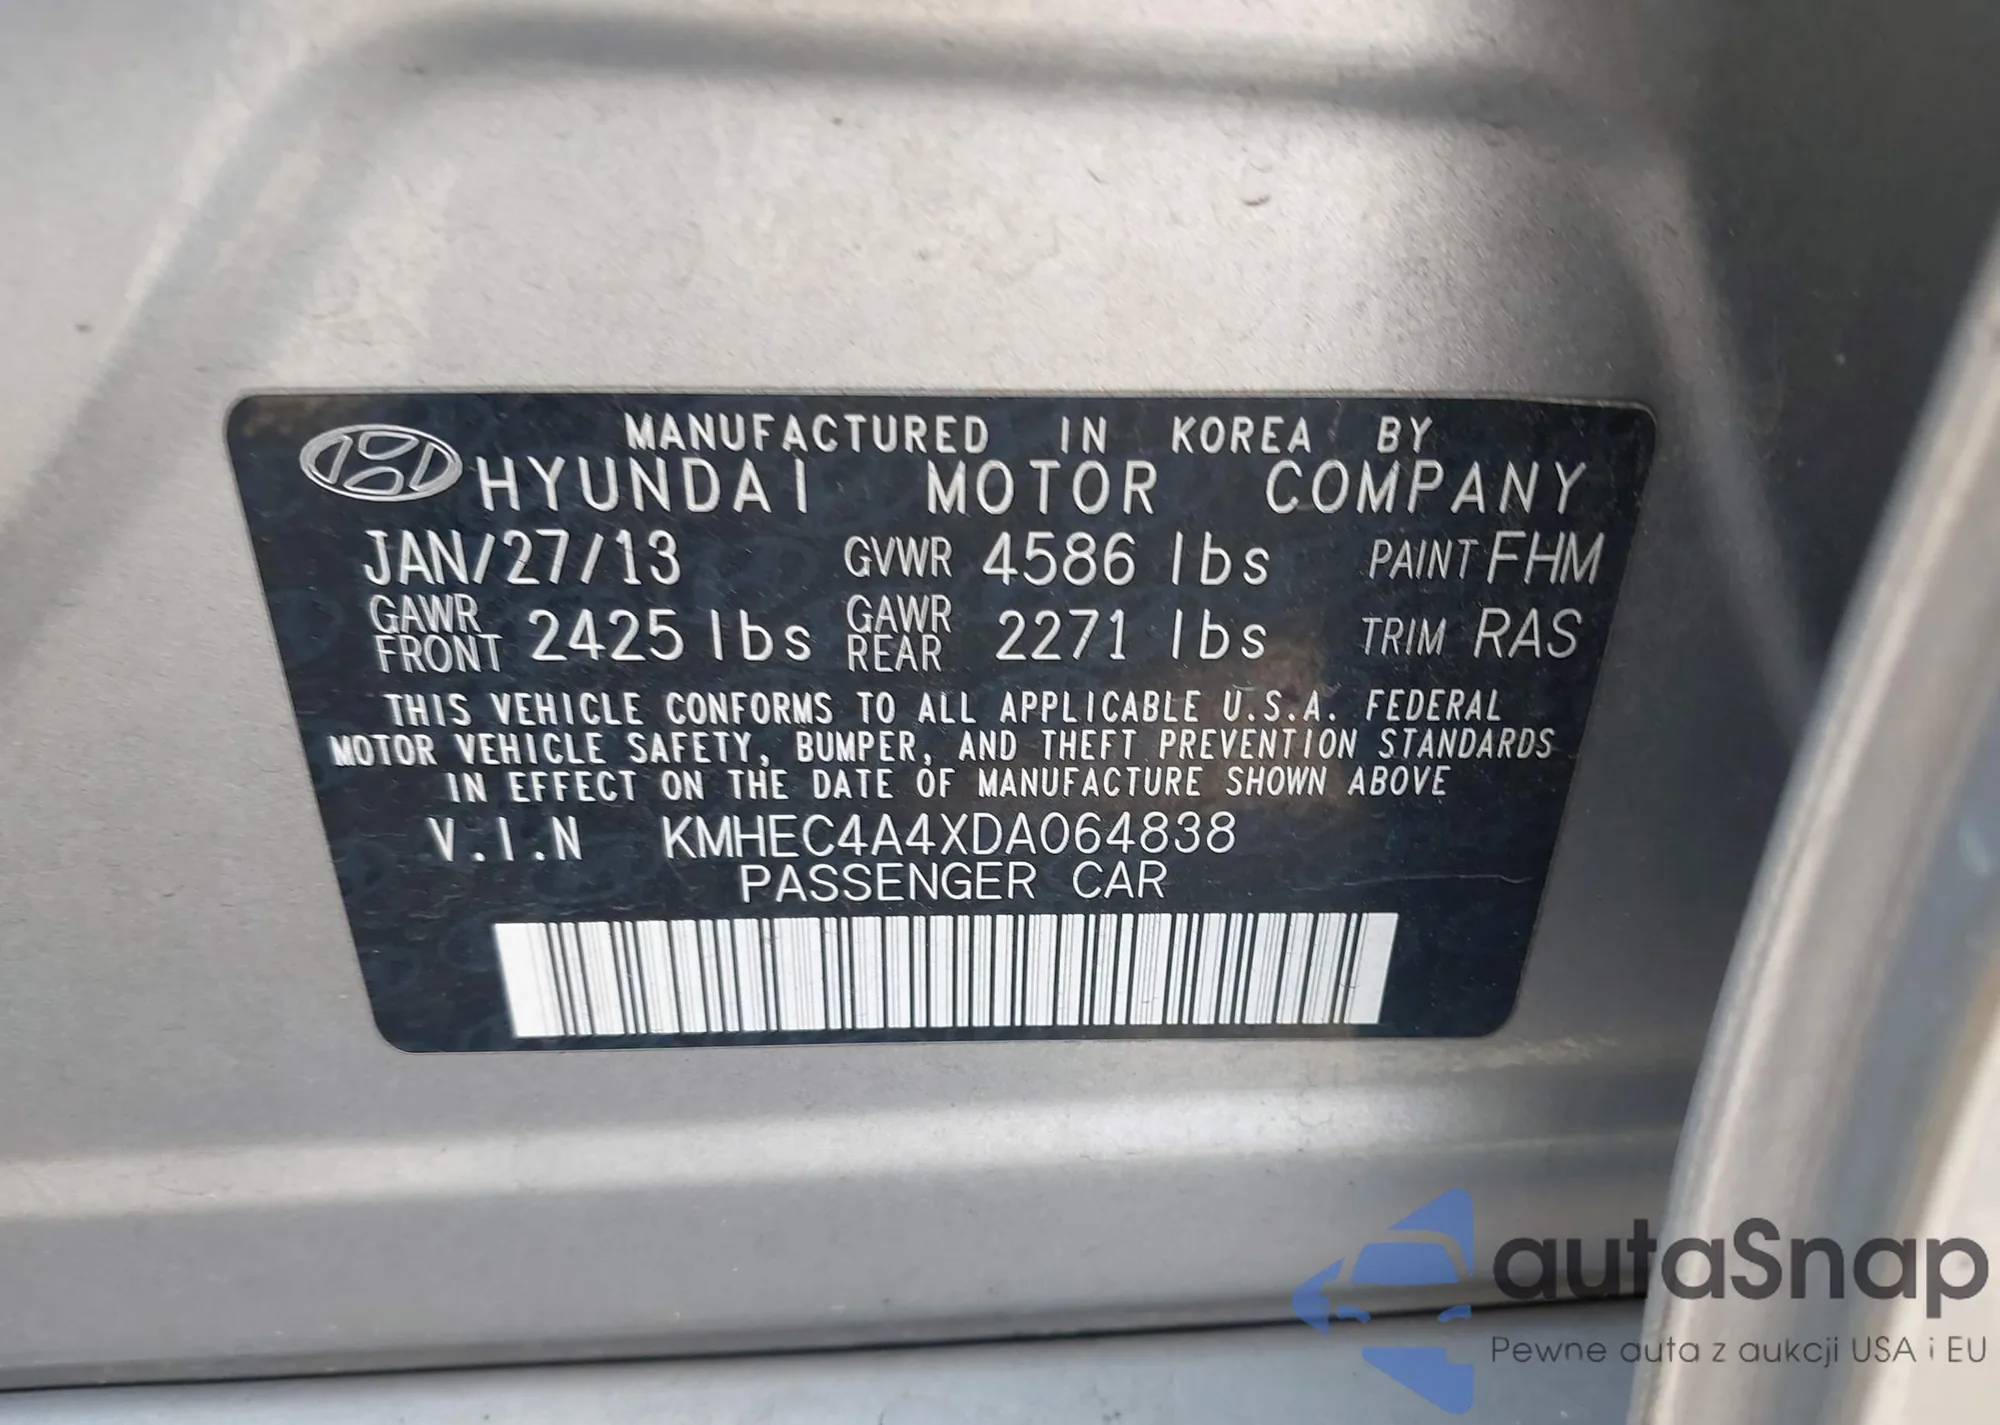 MANUFACTURED IN KOREA BY
HYUNDAI MOTOR COMPANY
JAN/27/13 GVWR 4586 lbs PAINT FHM
GAWR FRONT 2425 lbs GAWR REAR 2271 lbs TRIM RAS
THIS VEHICLE CONFORMS TO ALL APPLICABLE U.S.A. FEDERAL
MOTOR VEHICLE SAFETY, BUMPER, AND THEFT PREVENTION STANDARDS
IN EFFECT ON THE DATE OF MANUFACTURE SHOWN ABOVE
V.I.N KMHEC4A4XDA064838
PASSENGER CAR
autaSnap
Pewne auta z aukcji USA i EU